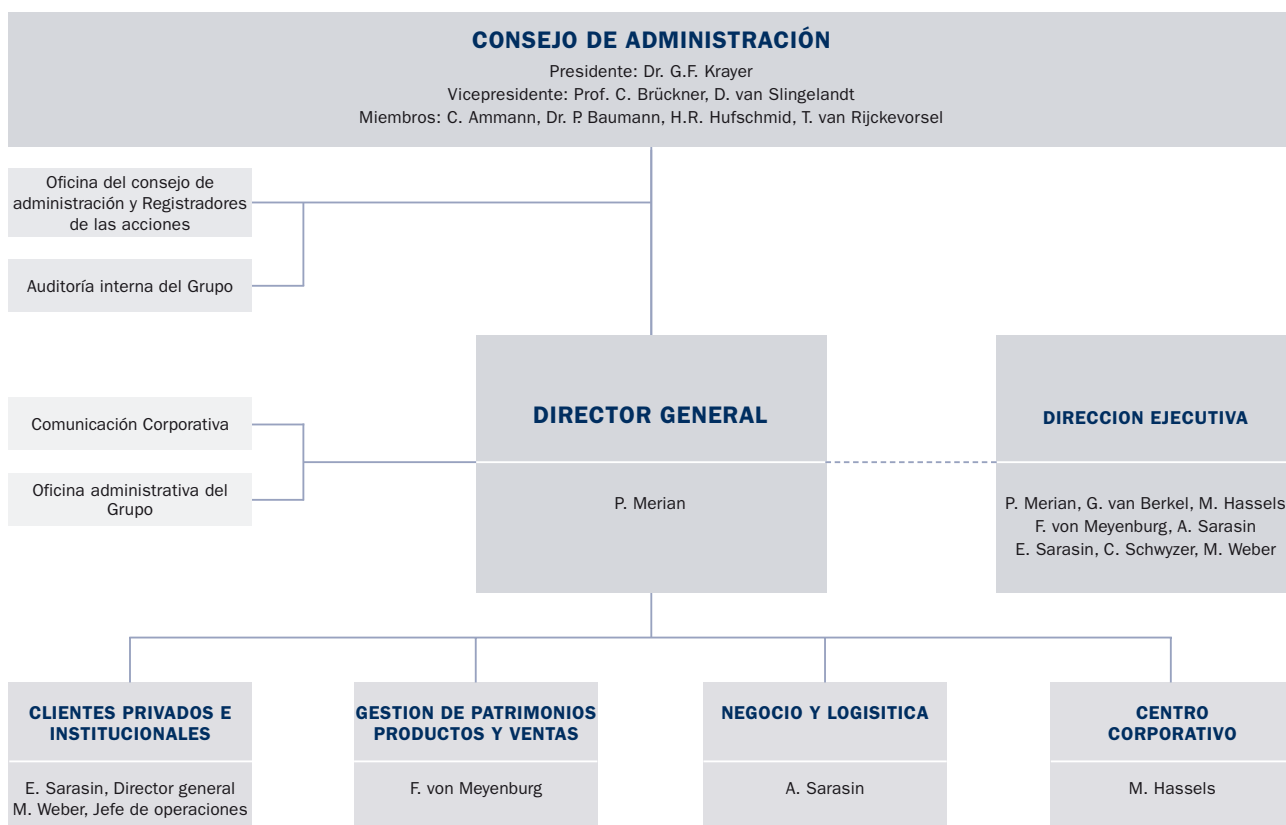 CONSEJO DE ADMINISTRACIÓN
Presidente: Dr. G.F. Krayer
Vicepresidente: Prof. C. Brückner, D. van Slingelandt
Miembros: C. Ammann, Dr. P. Baumann, H.R. Hufschmid, T. van Rijckevorsel
Oficina del consejo de
administración y Registradores
de las acciones
Auditoría interna del Grupo
Comunicación Corporativa
Oficina administrativa del
Grupo
DIRECTOR GENERAL
P. Merian
DIRECCION EJECUTIVA
P. Merian, G. van Berkel, M. Hassels
F. von Meyenburg, A. Sarasin
E. Sarasin, C. Schwyzer, M. Weber
CLIENTES PRIVADOS E
INSTITUCIONALES
E. Sarasin, Director general
M. Weber, Jefe de operaciones
GESTION DE PATRIMONIOS
PRODUCTOS Y VENTAS
F. von Meyenburg
NEGOCIO Y LOGISITICA
A. Sarasin
CENTRO
CORPORATIVO
M. Hassels